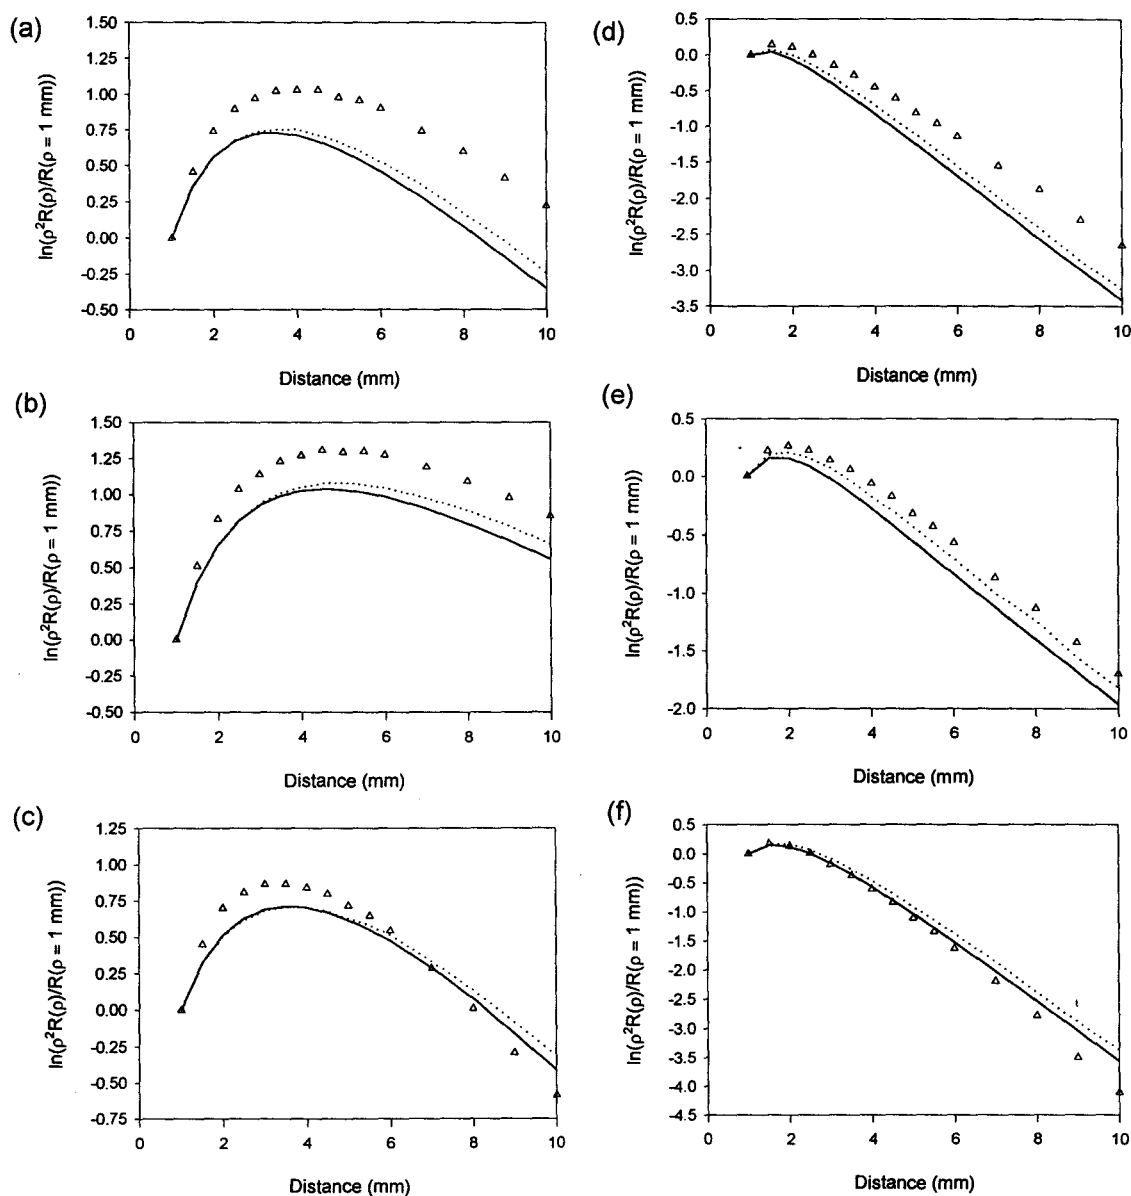 (a)
ln(ρ²R(ρ)/R(ρ = 1 mm))
1.50
1.25
1.00
0.75
0.50
0.25
0.00
-0.25
-0.50
0 2 4 6 8 10
Distance (mm)
(b)
ln(ρ²R(ρ)/R(ρ = 1 mm))
1.50
1.25
1.00
0.75
0.50
0.25
0.00
-0.25
-0.50
0 2 4 6 8 10
Distance (mm)
(c)
ln(ρ²R(ρ)/R(ρ = 1 mm))
1.25
1.00
0.75
0.50
0.25
0.00
-0.25
-0.50
-0.75
0 2 4 6 8 10
Distance (mm)
(d)
ln(ρ²R(ρ)/R(ρ = 1 mm))
0.5
0.0
-0.5
-1.0
-1.5
-2.0
-2.5
-3.0
-3.5
0 2 4 6 8 10
Distance (mm)
(e)
ln(ρ²R(ρ)/R(ρ = 1 mm))
0.5
0.0
-0.5
-1.0
-1.5
-2.0
0 2 4 6 8 10
Distance (mm)
(f)
ln(ρ²R(ρ)/R(ρ = 1 mm))
0.5
0.0
-0.5
-1.0
-1.5
-2.0
-2.5
-3.0
-3.5
-4.0
-4.5
0 2 4 6 8 10
Distance (mm)